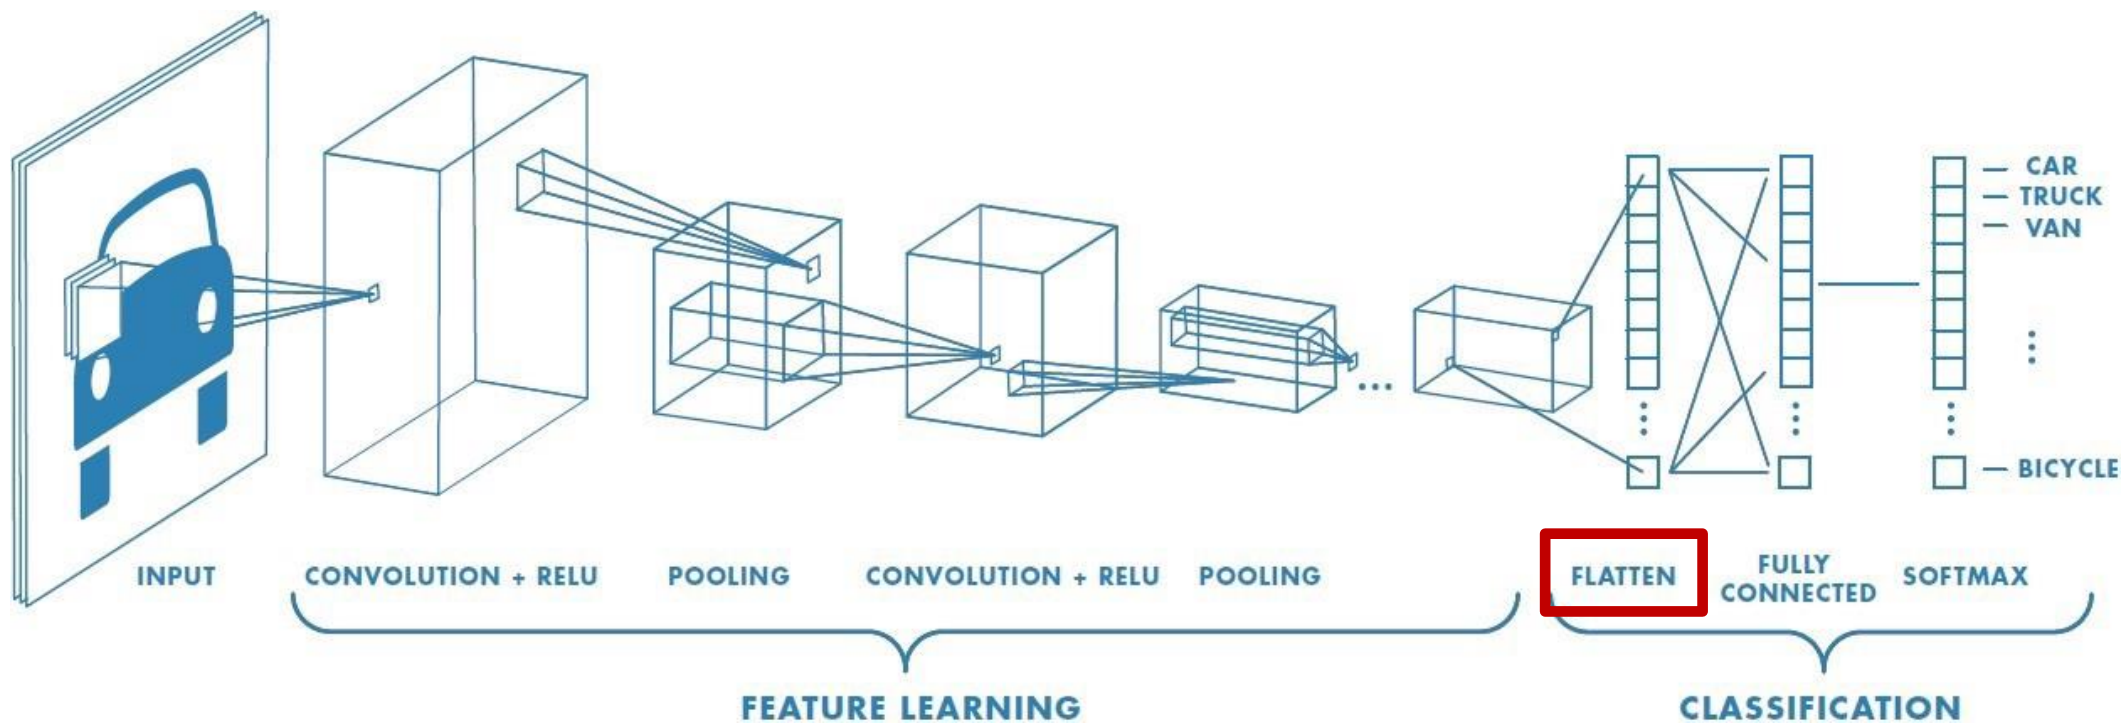 CAR
TRUCK
VAN
BICYCLE
INPUT
CONVOLUTION + RELU
POOLING
CONVOLUTION + RELU
POOLING
FLATTEN
FULLY
CONNECTED
SOFTMAX
FEATURE LEARNING
CLASSIFICATION